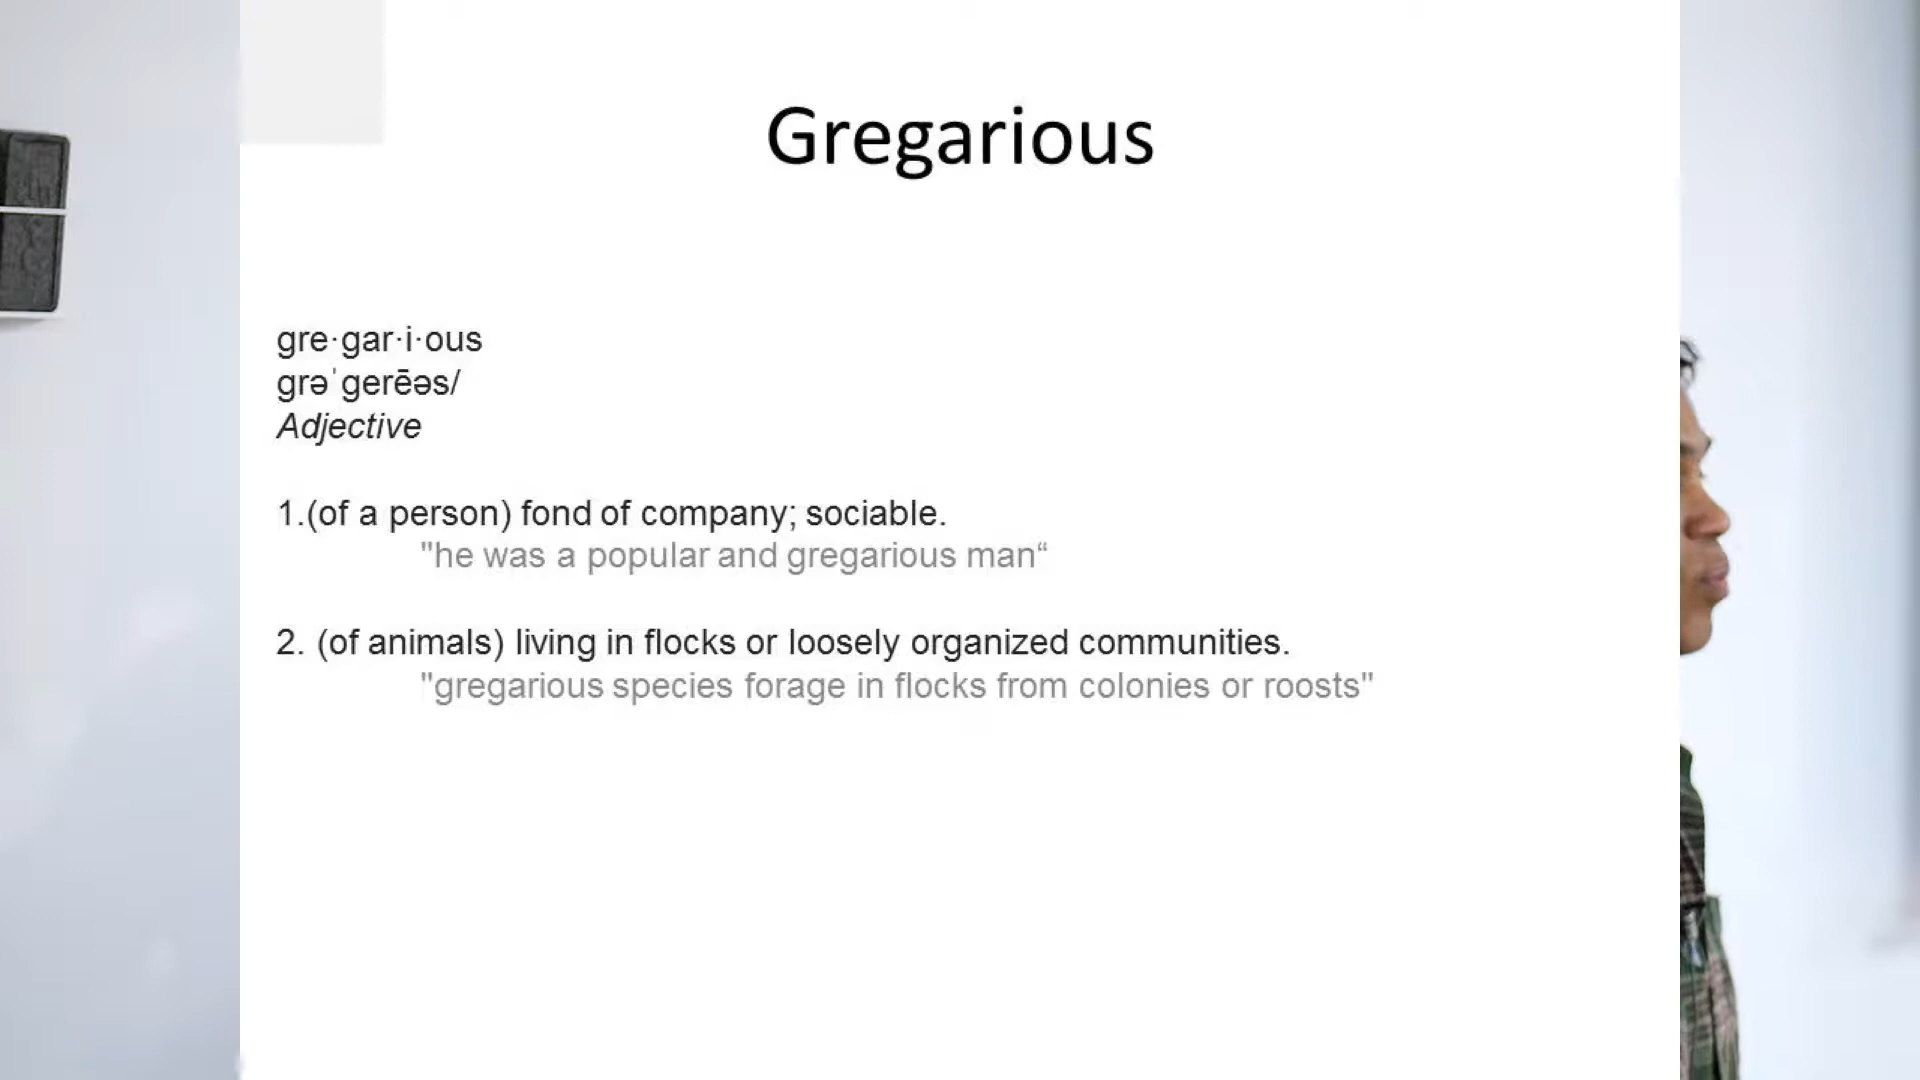 Gregarious
gre·gar·i·ous
grəˈgerēəs/
Adjective
1.(of a person) fond of company; sociable.
"he was a popular and gregarious man“
2. (of animals) living in flocks or loosely organized communities.
"gregarious species forage in flocks from colonies or roosts"